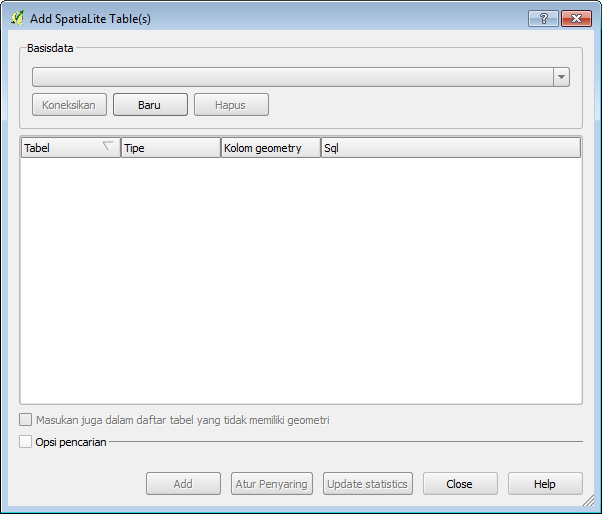 Add SpatiaLite Table(s)
Basisdata
Koneksikan Baru Hapus
Tabel Tipe Kolom geometry Sql
Masukan juga dalam daftar tabel yang tidak memiliki geometri
Opsi pencarian
Add Atur Penyaring Update statistics Close Help